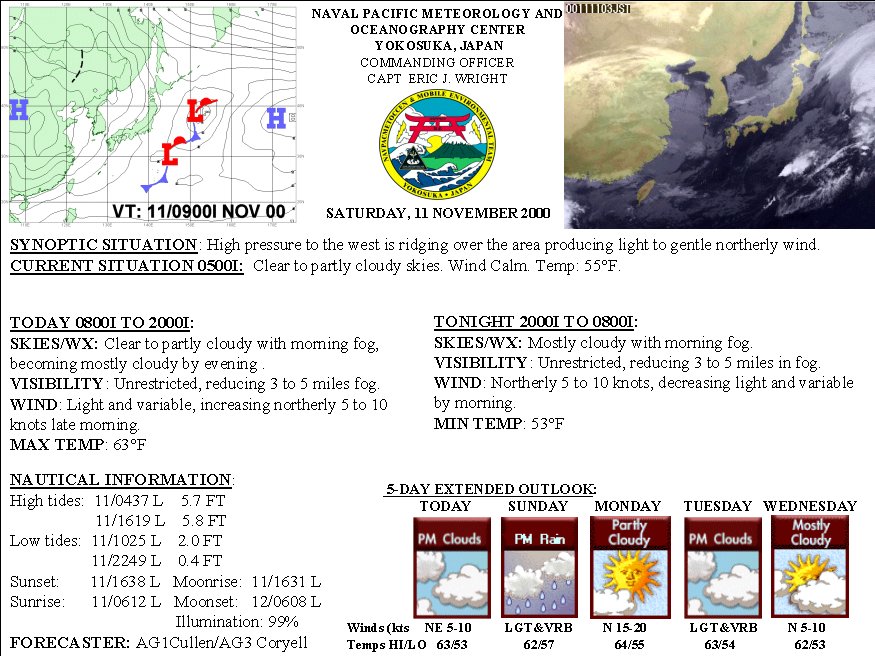 NAVAL PACIFIC METEOROLOGY AND
OCEANOGRAPHY CENTER
YOKOSUKA, JAPAN
COMMANDING OFFICER
CAPT ERIC J. WRIGHT
NAVPACMETOCCEN & MOBILE ENVIRONMENTAL TEAM
YOKOSUKA • JAPAN
SATURDAY, 11 NOVEMBER 2000
H
L
L
H
VT: 11/0900I NOV 00
00111103JST
SYNOPTIC SITUATION: High pressure to the west is ridging over the area producing light to gentle northerly wind.
CURRENT SITUATION 0500I: Clear to partly cloudy skies. Wind Calm. Temp: 55°F.
TODAY 0800I TO 2000I:
SKIES/WX: Clear to partly cloudy with morning fog,
becoming mostly cloudy by evening .
VISIBILITY: Unrestricted, reducing 3 to 5 miles fog.
WIND: Light and variable, increasing northerly 5 to 10
knots late morning.
MAX TEMP: 63°F
TONIGHT 2000I TO 0800I:
SKIES/WX: Mostly cloudy with morning fog.
VISIBILITY: Unrestricted, reducing 3 to 5 miles in fog.
WIND: Northerly 5 to 10 knots, decreasing light and variable
by morning.
MIN TEMP: 53°F
NAUTICAL INFORMATION:
High tides: 11/0437 L 5.7 FT
11/1619 L 5.8 FT
Low tides: 11/1025 L 2.0 FT
11/2249 L 0.4 FT
Sunset: 11/1638 L Moonrise: 11/1631 L
Sunrise: 11/0612 L Moonset: 12/0608 L
Illumination: 99%
FORECASTER: AG1Cullen/AG3 Coryell
5-DAY EXTENDED OUTLOOK:
TODAY SUNDAY MONDAY TUESDAY WEDNESDAY
PM Clouds PM Rain Partly Cloudy PM Clouds Mostly Cloudy
Winds (kts NE 5-10 LGT&VRB N 15-20 LGT&VRB N 5-10
Temps HI/LO 63/53 62/57 64/55 63/54 62/53